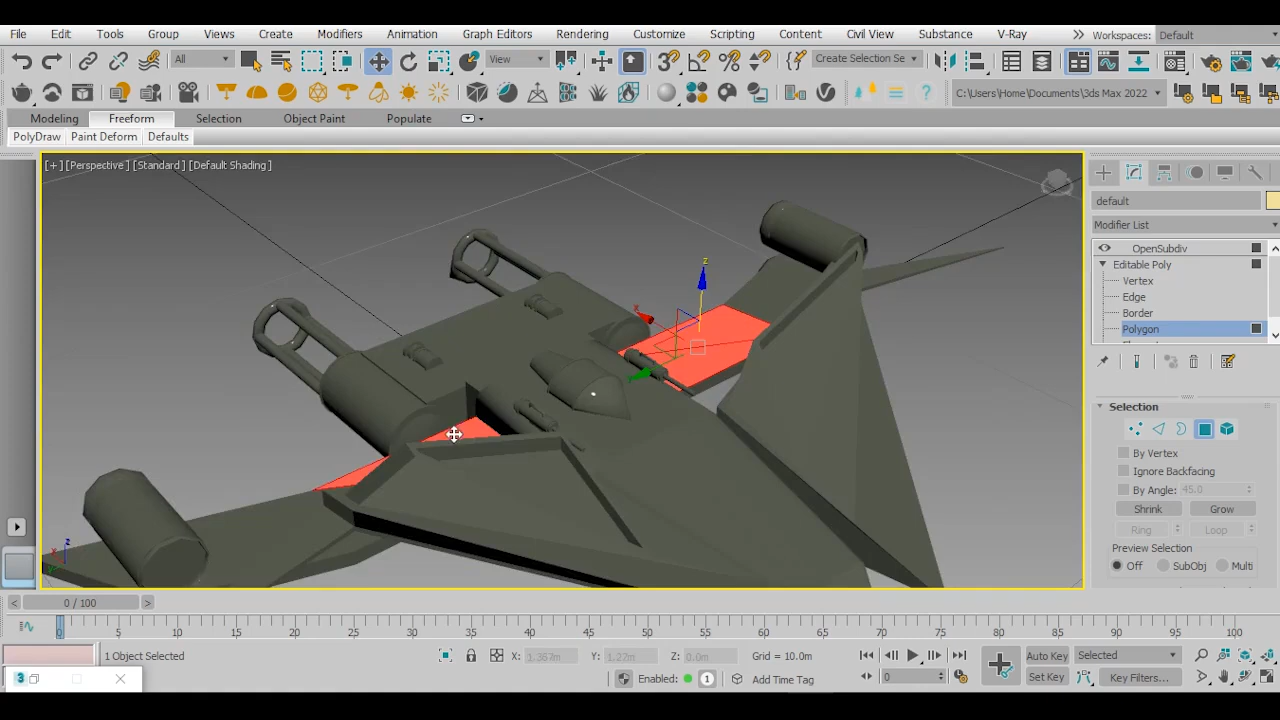 File Edit Tools Group Views Create Modifiers Animation Graph Editors Rendering Customize Scripting Content Civil View Substance V-Ray Workspaces: Default
All View Create Selection Se
C:\Users\Home\Documents\3ds Max 2022
Modeling Freeform Selection Object Paint Populate
PolyDraw Paint Deform Defaults
[+] [Perspective] [Standard] [Default Shading]
z
x
y
z
x
default
Modifier List
OpenSubdiv
Editable Poly
Vertex
Edge
Border
Polygon
Selection
By Vertex
Ignore Backfacing
By Angle: 45.0
Shrink Grow
Ring Loop
Preview Selection
Off SubObj Multi
< 0 / 100 >
0 5 10 15 20 25 30 35 40 45 50 55 60 65 70 75 80 85 90 95 100
1 Object Selected X: 1.367m Y: 1.27m Z: 0.0m Grid = 10.0m Auto Key Selected
3 Enabled: 1 Add Time Tag 0 Set Key Key Filters...